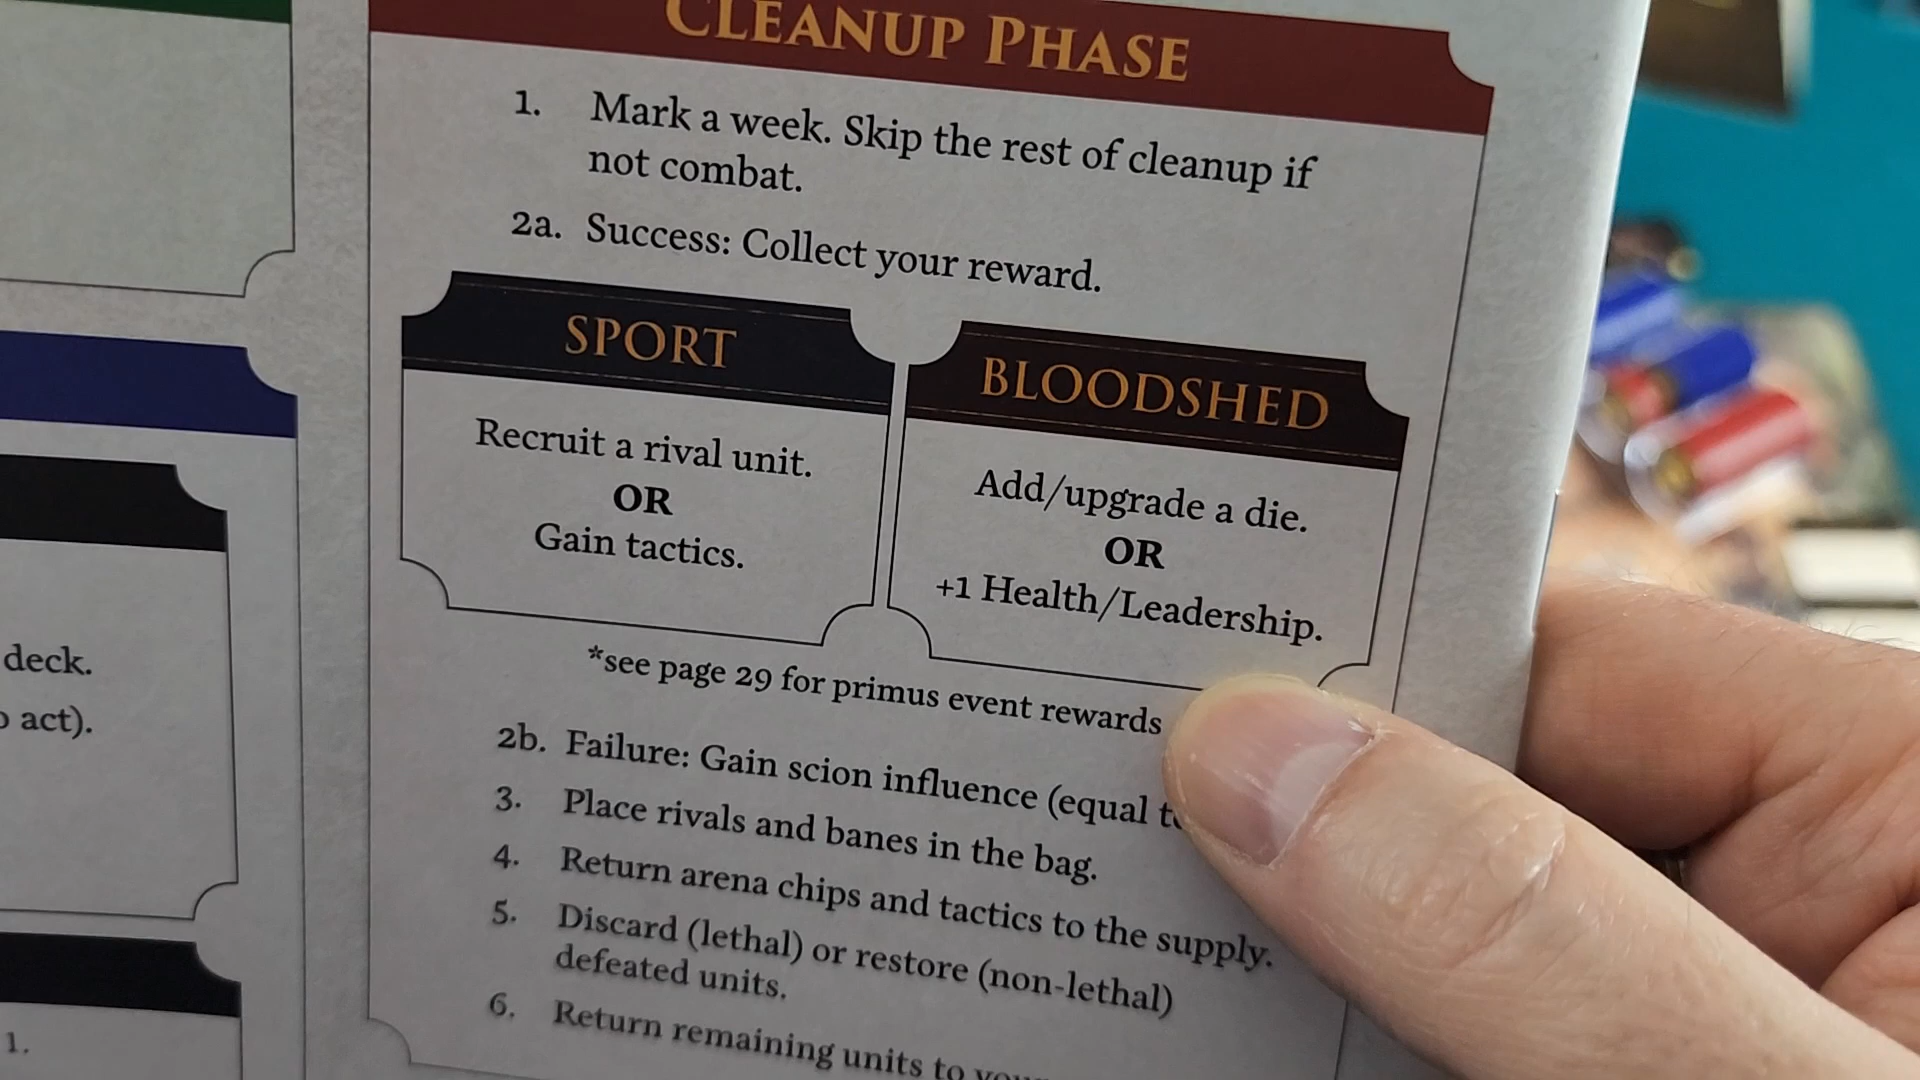 CLEANUP PHASE
1. Mark a week. Skip the rest of cleanup if
not combat.
2a. Success: Collect your reward.
SPORT
Recruit a rival unit.
OR
Gain tactics.
BLOODSHED
Add/upgrade a die.
OR
+1 Health/Leadership.
*see page 29 for primus event rewards
2b. Failure: Gain scion influence (equal
3. Place rivals and banes in the bag.
4. Return arena chips and tactics to the supply.
5. Discard (lethal) or restore (non-lethal)
defeated units.
6. Return remaining units to
deck.
act).
1.